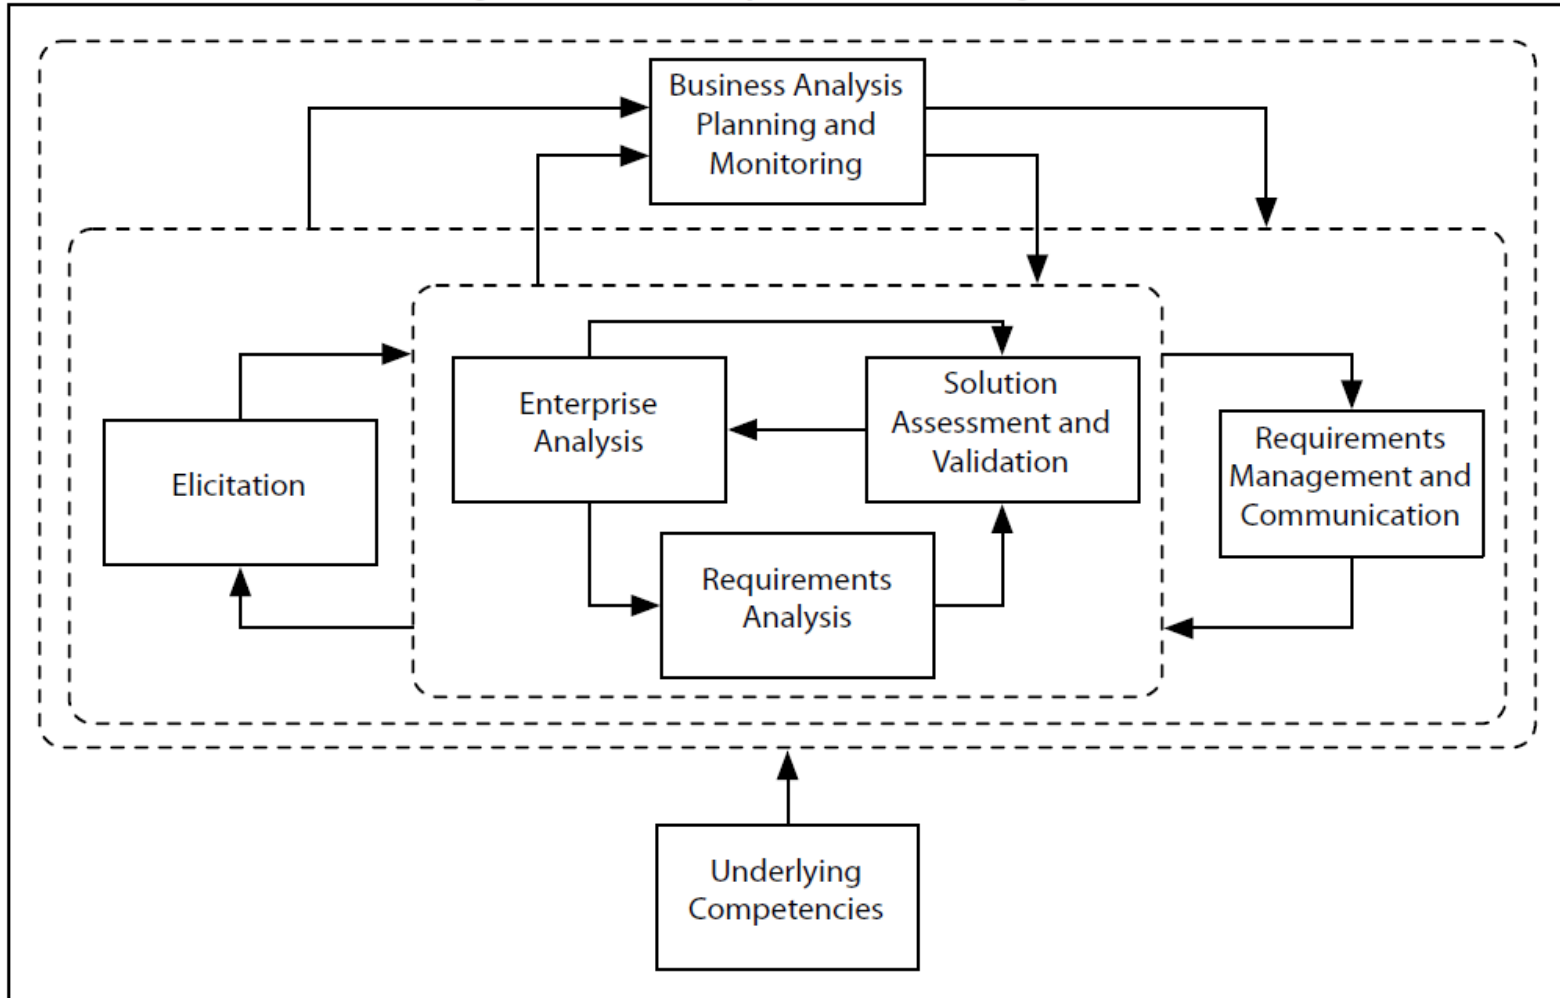 Business Analysis
Planning and
Monitoring
Enterprise
Analysis
Solution
Assessment and
Validation
Elicitation
Requirements
Management and
Communication
Requirements
Analysis
Underlying
Competencies